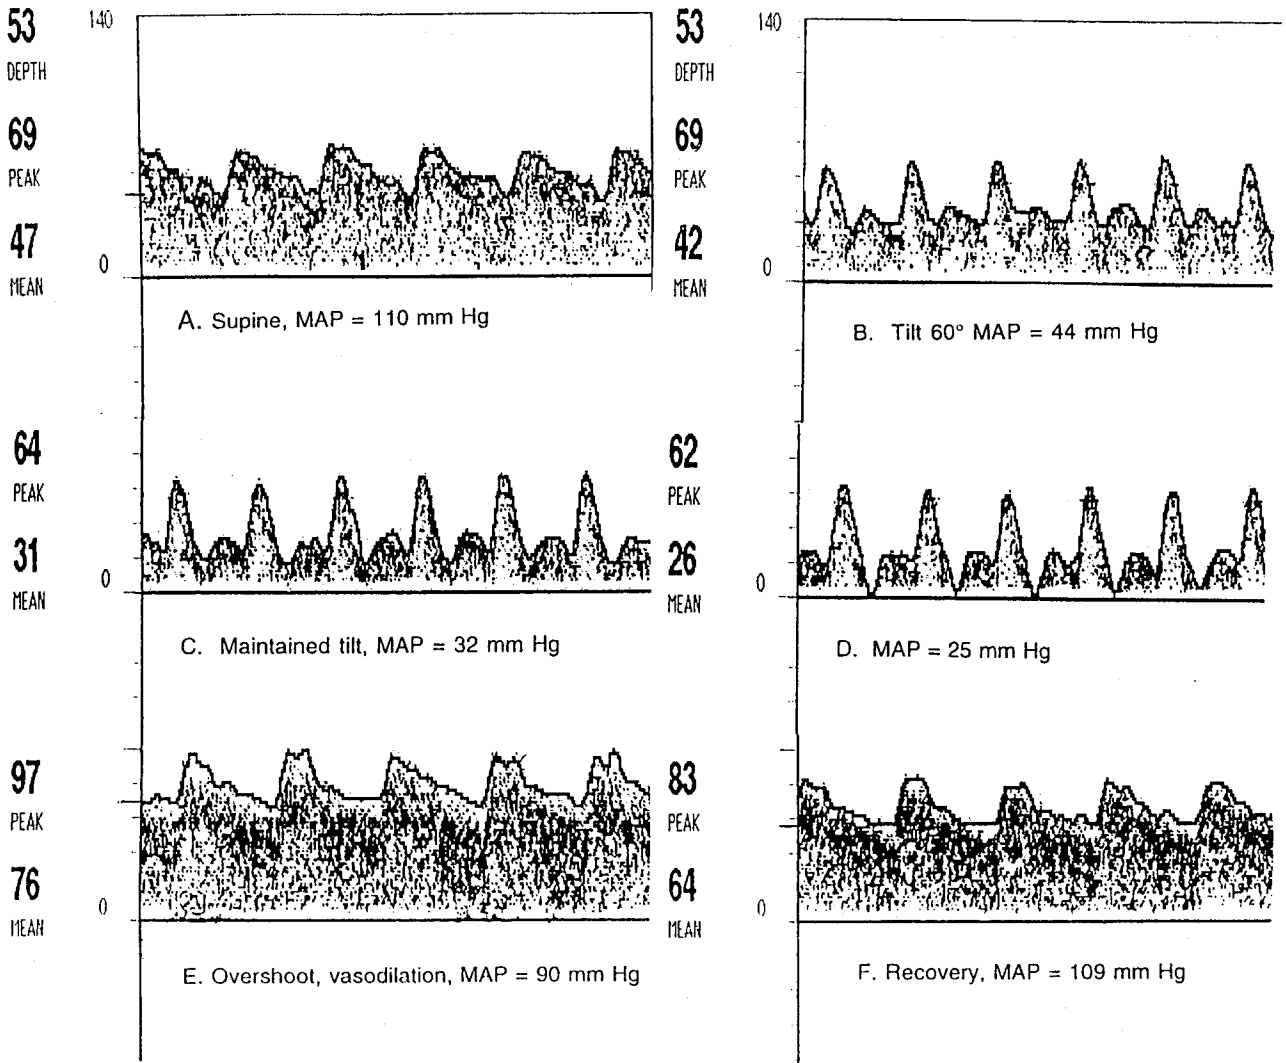 53
DEPTH
69
PEAK
47
MEAN
140
0
A. Supine, MAP = 110 mm Hg
53
DEPTH
69
PEAK
42
MEAN
140
0
B. Tilt 60° MAP = 44 mm Hg
64
PEAK
31
MEAN
0
C. Maintained tilt, MAP = 32 mm Hg
62
PEAK
26
MEAN
0
D. MAP = 25 mm Hg
97
PEAK
76
MEAN
0
E. Overshoot, vasodilation, MAP = 90 mm Hg
83
PEAK
64
MEAN
0
F. Recovery, MAP = 109 mm Hg